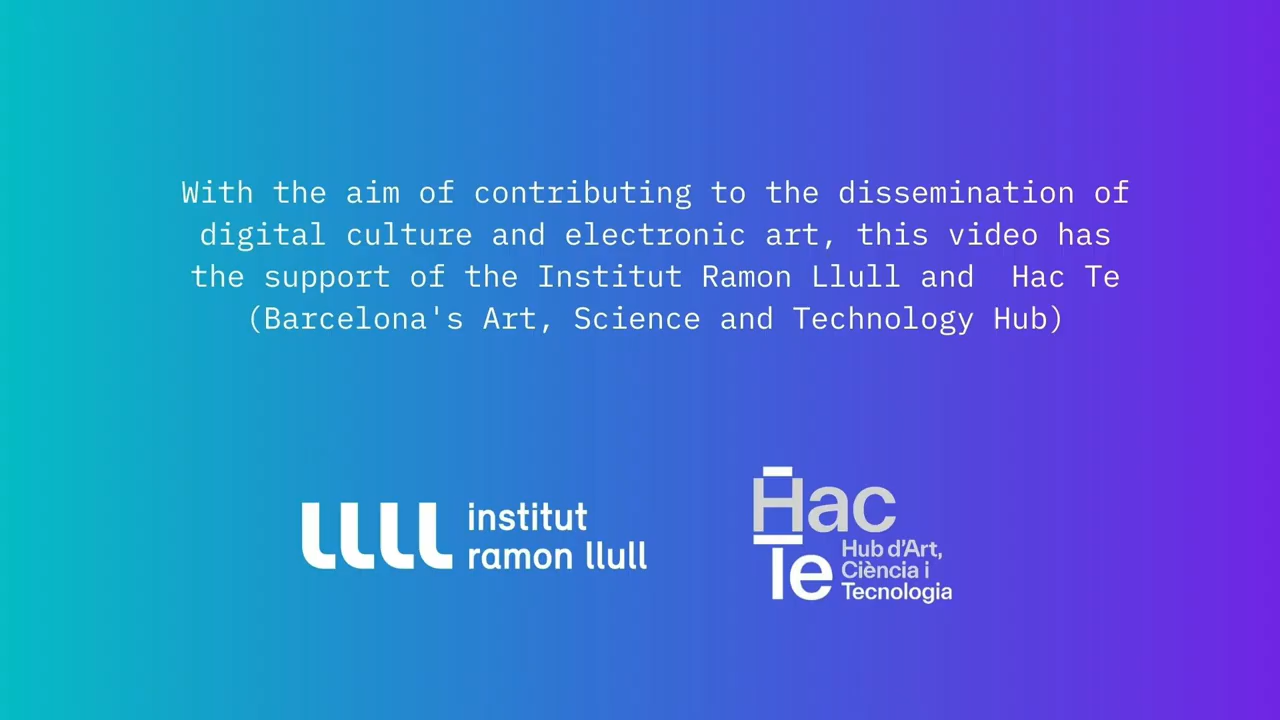 With the aim of contributing to the dissemination of
digital culture and electronic art, this video has
the support of the Institut Ramon Llull and  Hac Te
(Barcelona's Art, Science and Technology Hub)
LLLL institut
ramon llull
Hac
Te Hub d'Art,
Ciència i
Tecnologia